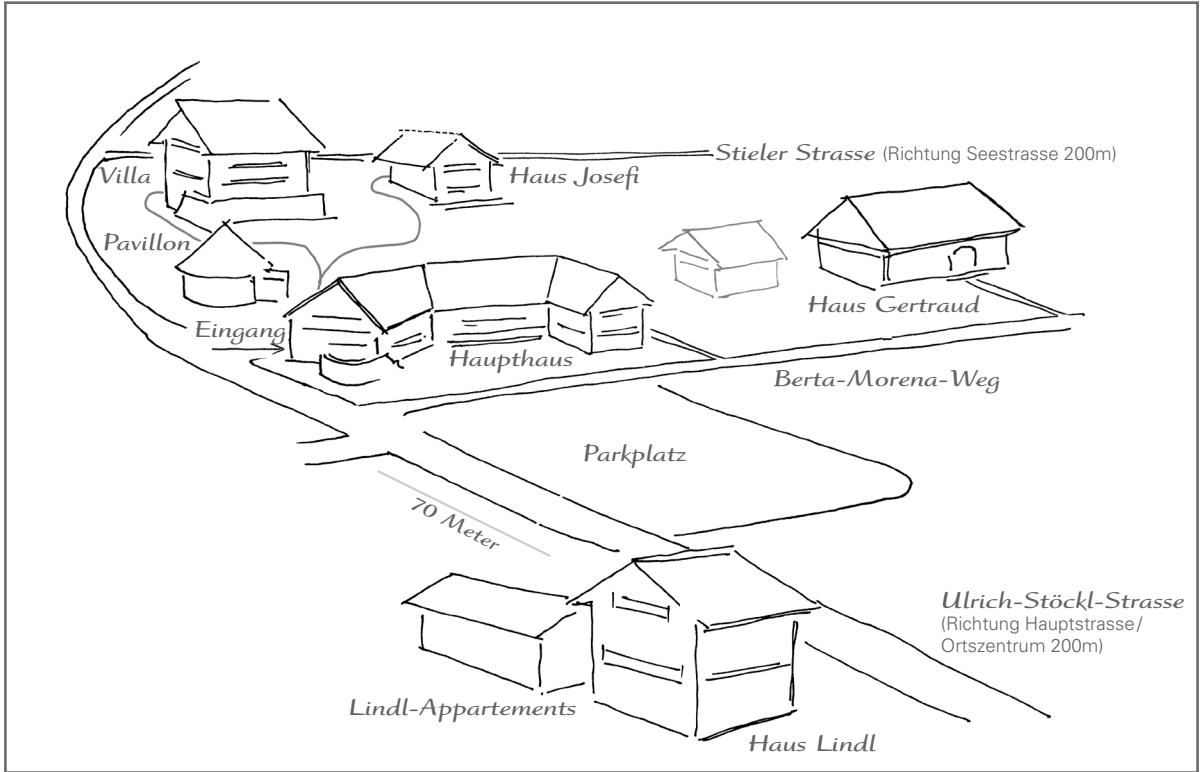 Stieler Strasse (Richtung Seestrasse 200m)
Villa
Haus Josefi
Pavillon
Haus Gertraud
Eingang
Haupthaus
Berta-Morena-Weg
Parkplatz
70 Meter
Ulrich-Stöckl-Strasse
(Richtung Hauptstrasse/
Ortszentrum 200m)
Lindl-Appartements
Haus Lindl